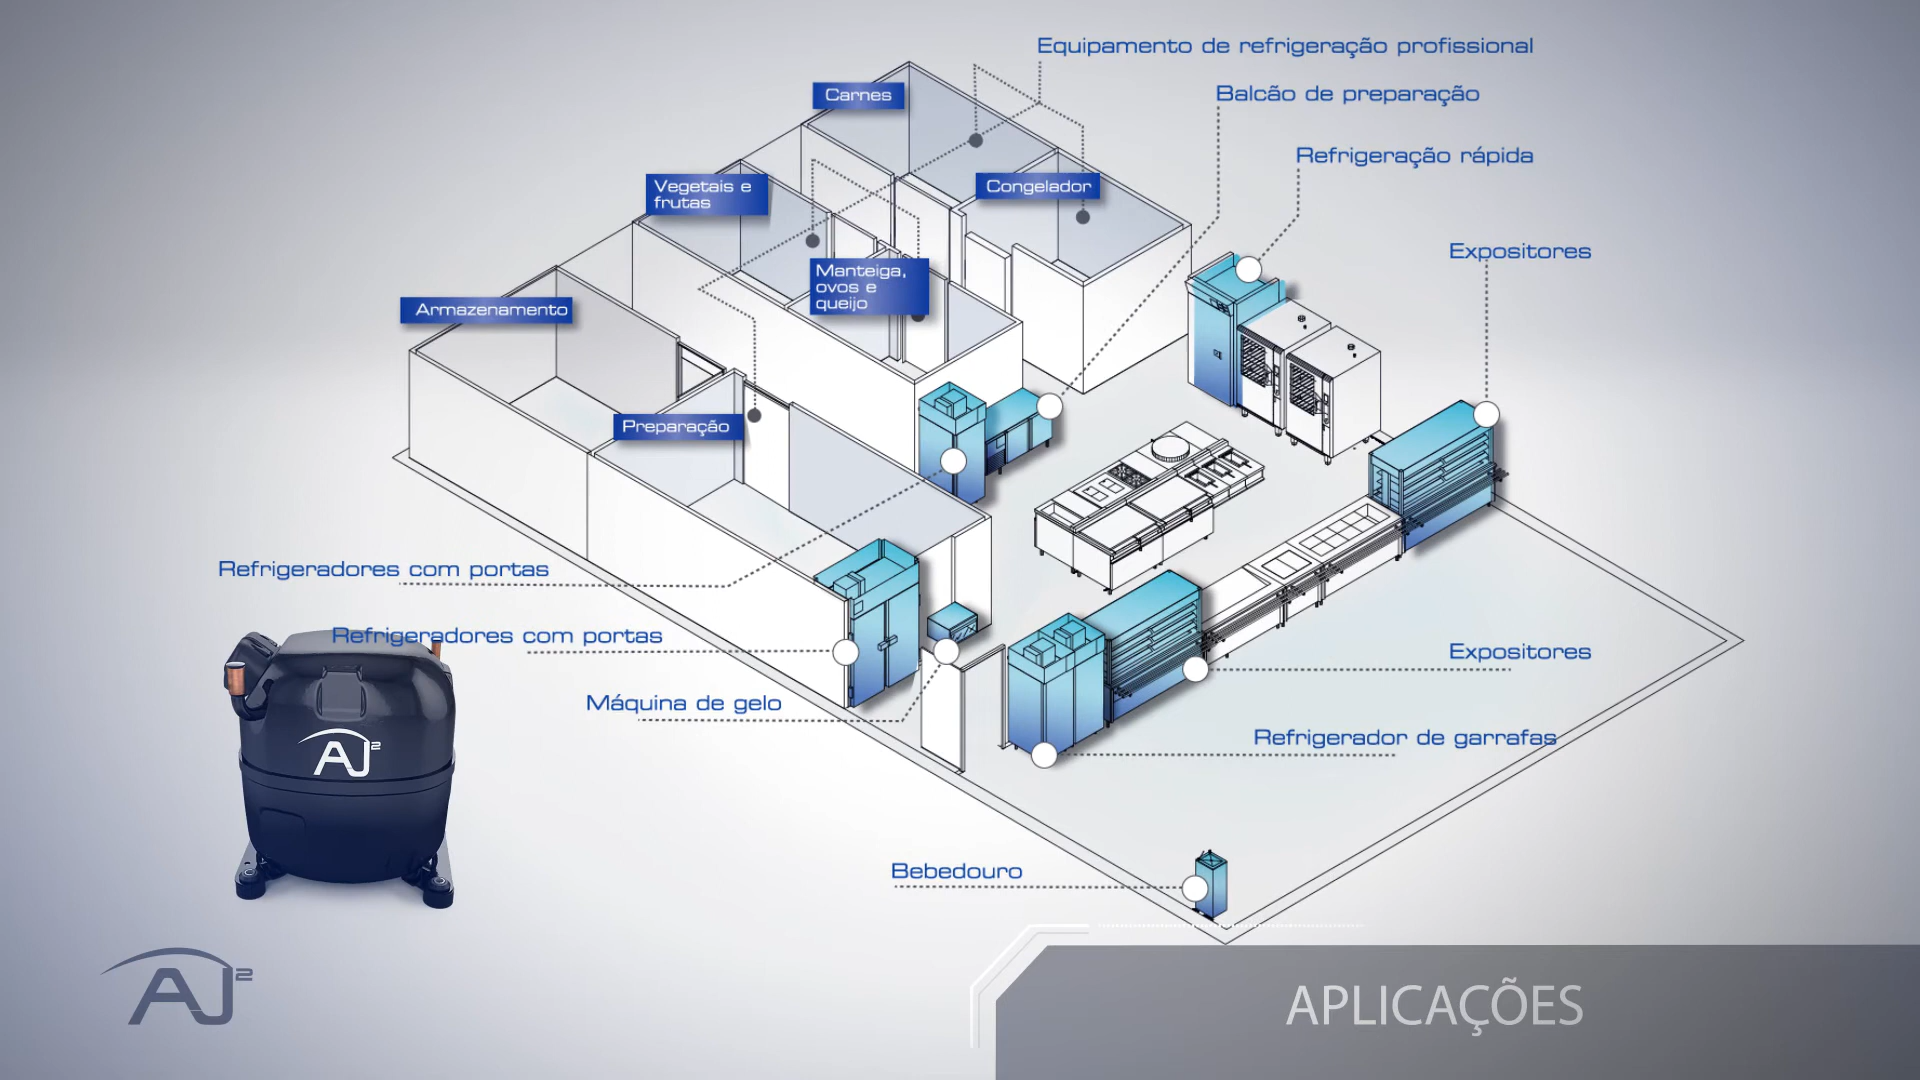 Equipamento de refrigeração profissional
Balcão de preparação
Carnes
Refrigeração rápida
Vegetais e
frutas
Congelador
Expositores
Manteiga,
ovos e
queijo
Armazenamento
Preparação
Refrigeradores com portas
Refrigeradores com portas
Expositores
Máquina de gelo
Refrigerador de garrafas
AJ²
Bebedouro
AJ²
APLICAÇÕES